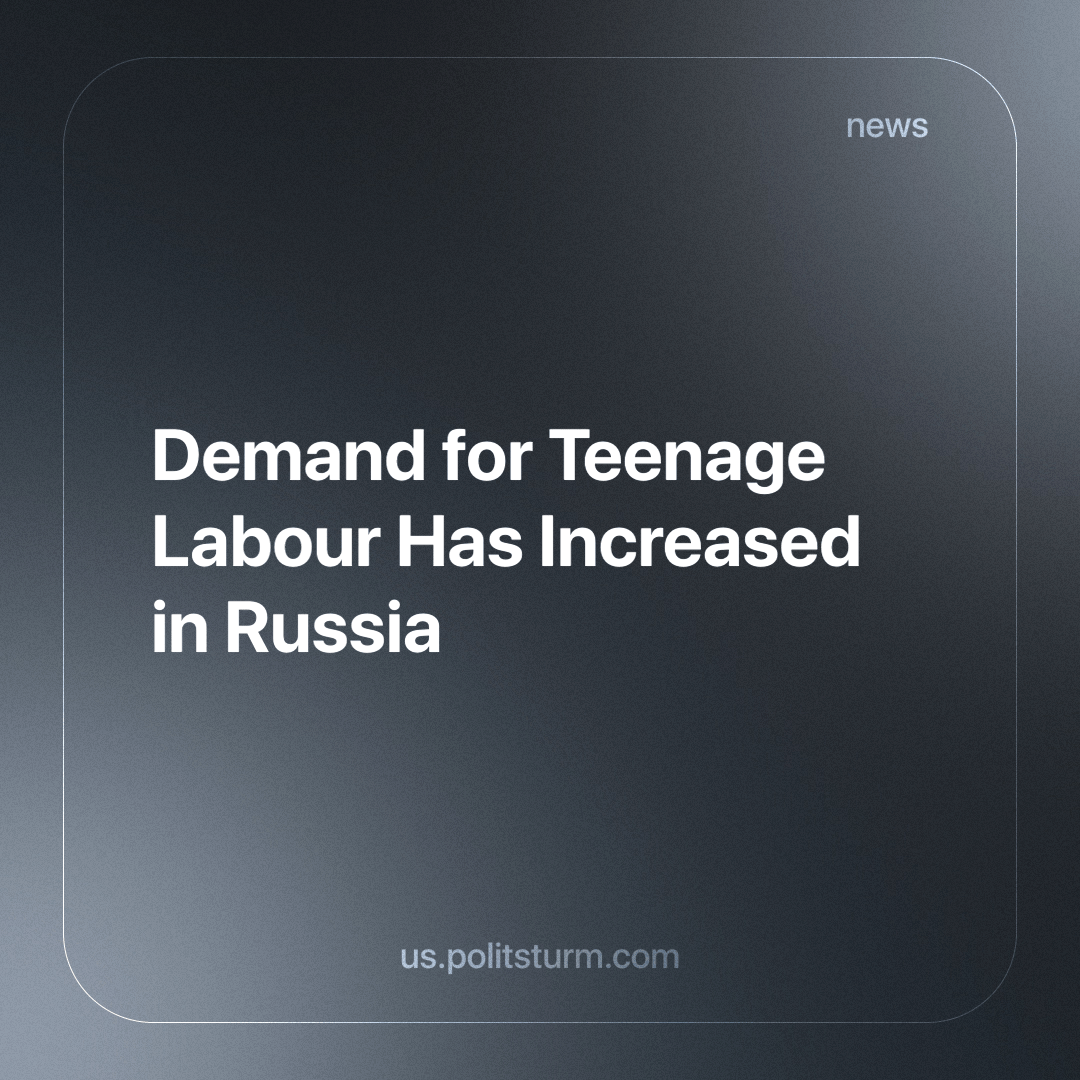 news
Demand for Teenage
Labour Has Increased
in Russia
us.politsturm.com